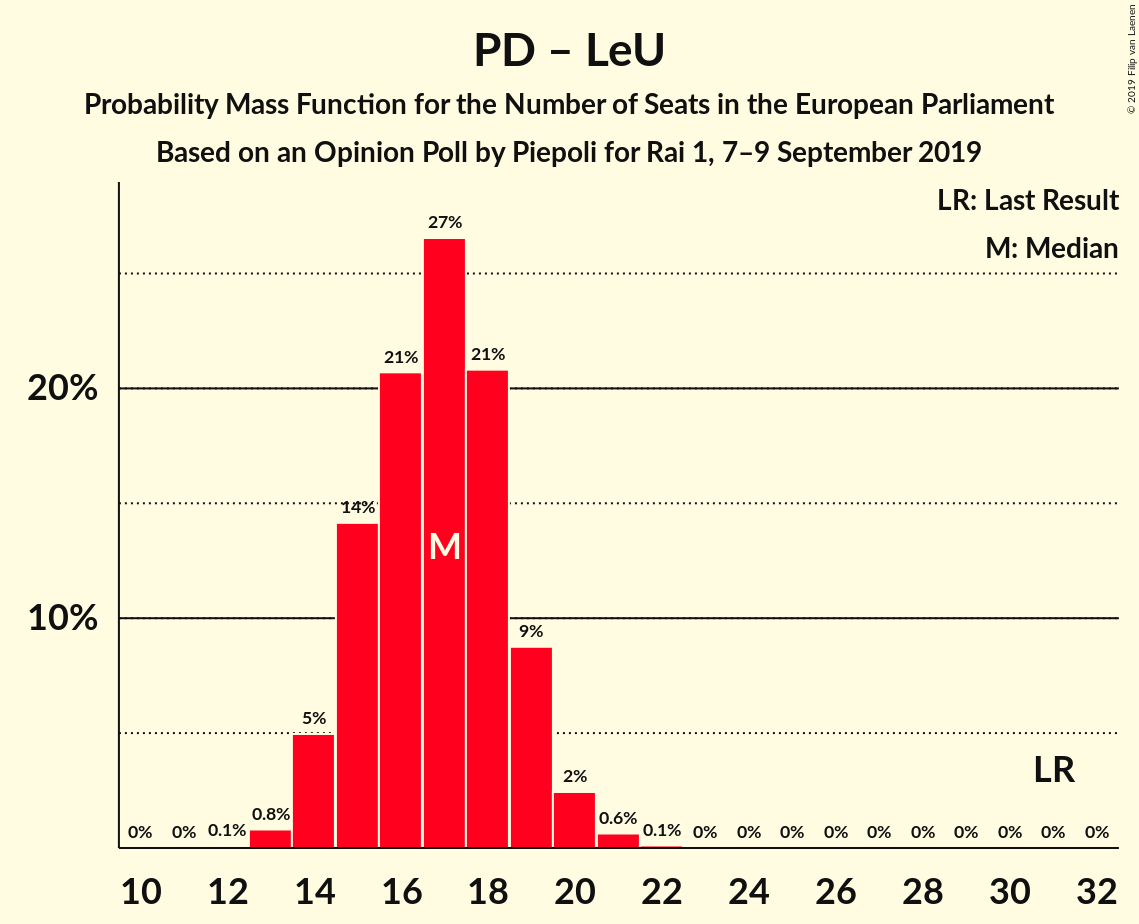 PD – LeU
Probability Mass Function for the Number of Seats in the European Parliament
Based on an Opinion Poll by Piepoli for Rai 1, 7–9 September 2019
© 2019 Filip van Laenen
LR: Last Result
M: Median
27%
21% 21%
20%
14%
M
10%
9%
5%
LR
2%
0% 0% 0.1% 0.8% 0.6% 0.1% 0% 0% 0% 0% 0% 0% 0% 0% 0% 0%
10 12 14 16 18 20 22 24 26 28 30 32